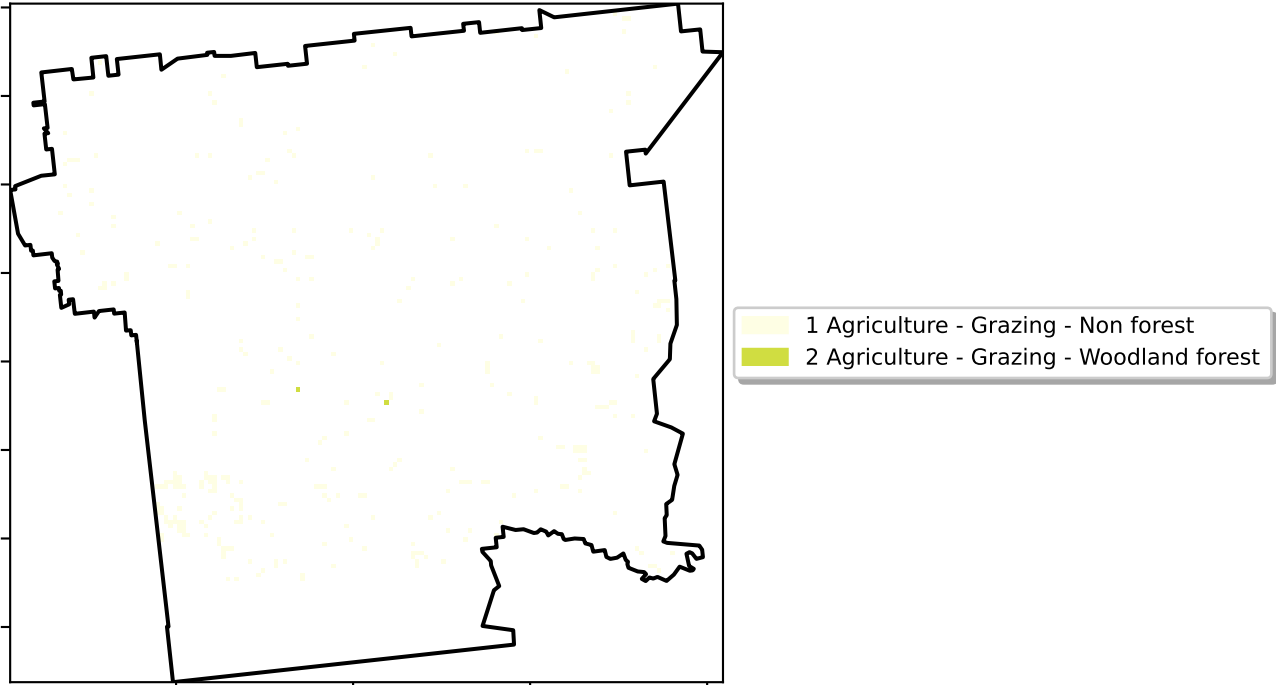 1 Agriculture - Grazing - Non forest
2 Agriculture - Grazing - Woodland forest